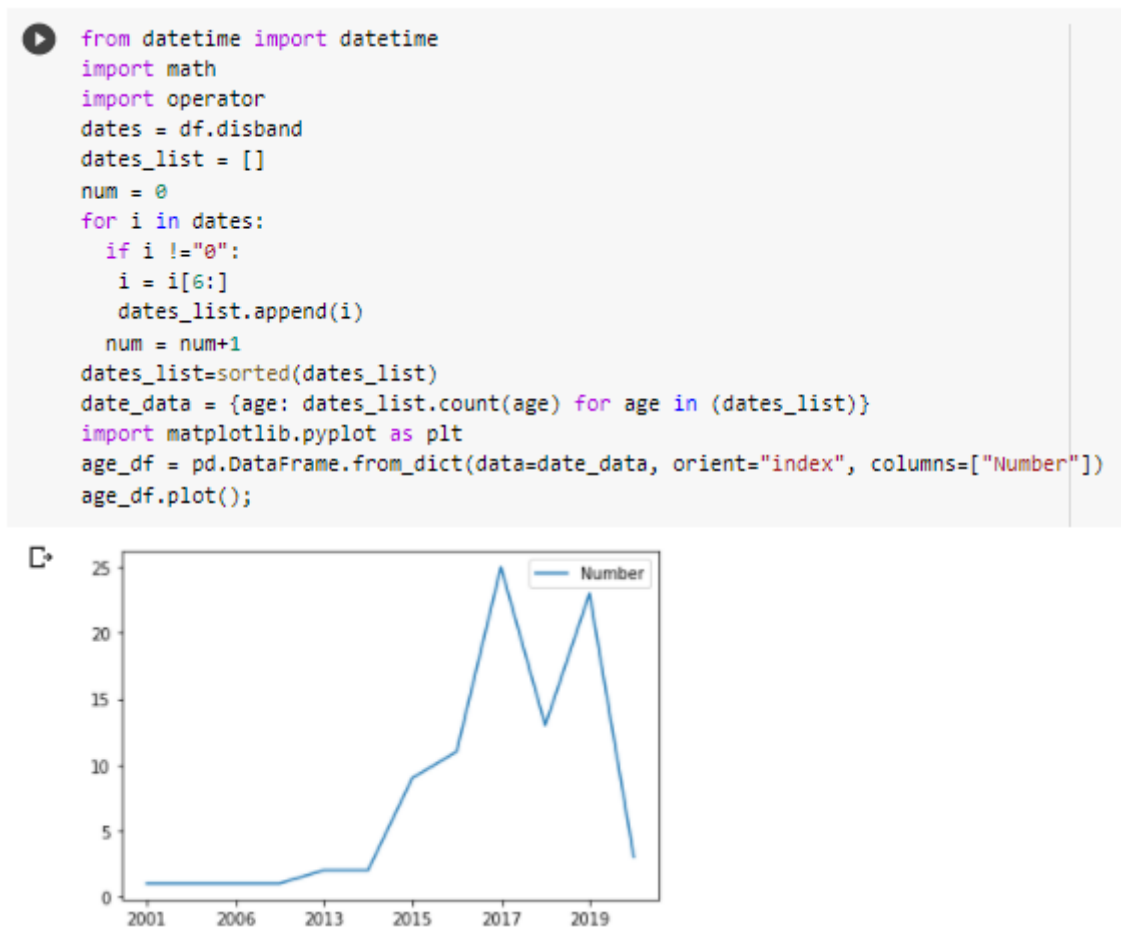 from datetime import datetime
import math
import operator
dates = df.disband
dates_list = []
num = 0
for i in dates:
  if i !="0":
   i = i[6:]
   dates_list.append(i)
  num = num+1
dates_list=sorted(dates_list)
date_data = {age: dates_list.count(age) for age in (dates_list)}
import matplotlib.pyplot as plt
age_df = pd.DataFrame.from_dict(data=date_data, orient="index", columns=["Number"])
age_df.plot();
Number
25
20
15
10
5
0
2001 2006 2013 2015 2017 2019